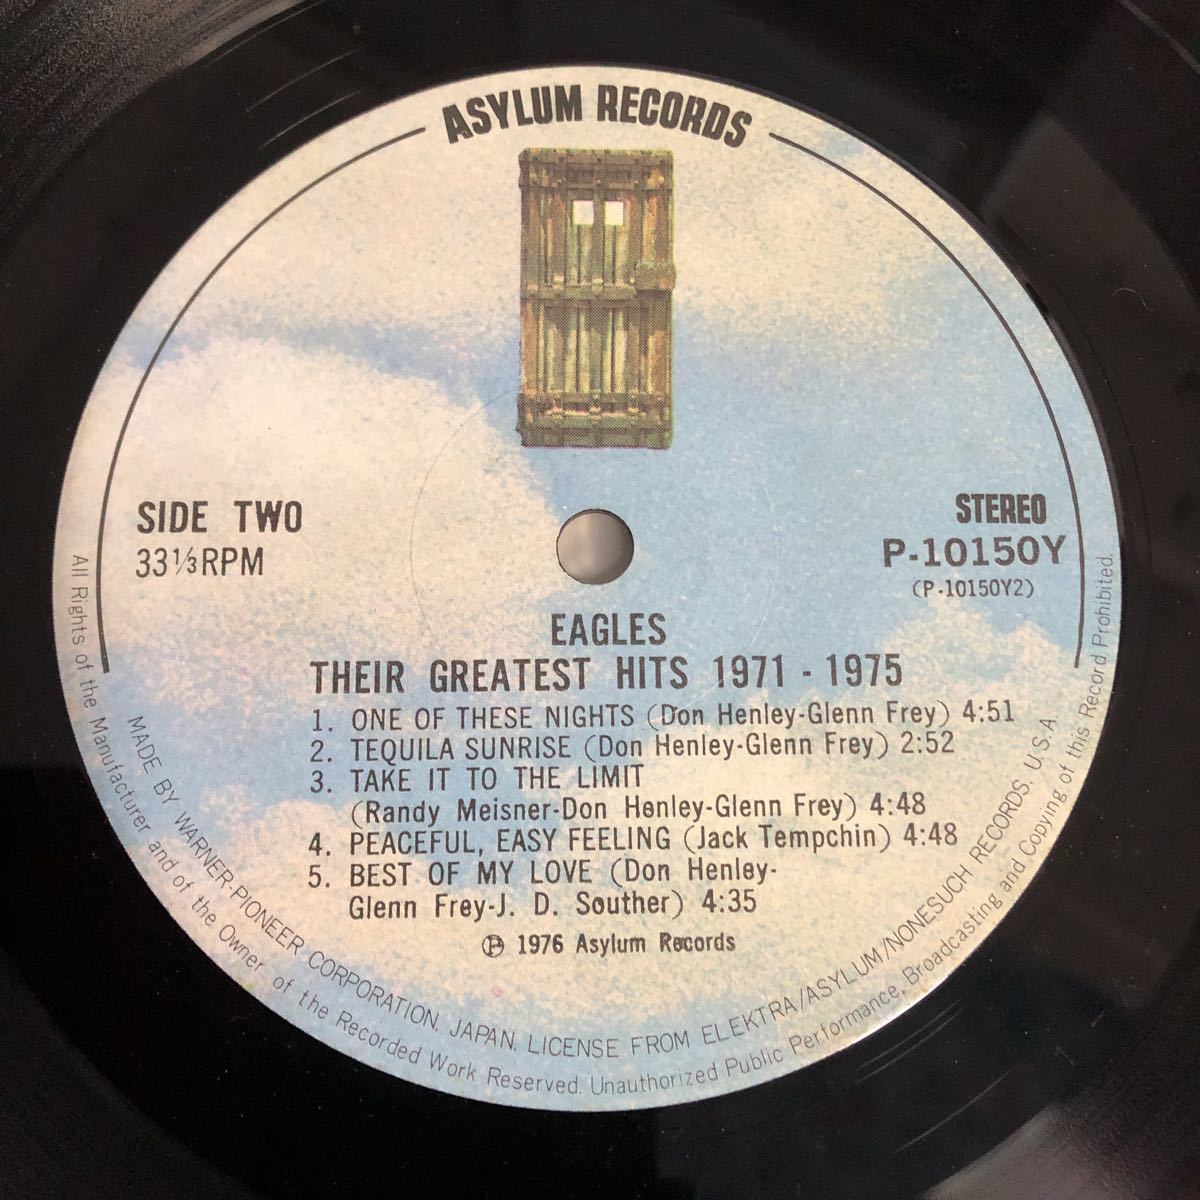 ASYLUM RECORDS
SIDE TWO
33⅓RPM
STEREO
P-10150Y
(P-10150Y2)
EAGLES
THEIR GREATEST HITS 1971 - 1975
1. ONE OF THESE NIGHTS (Don Henley-Glenn Frey) 4:51
2. TEQUILA SUNRISE (Don Henley-Glenn Frey) 2:52
3. TAKE IT TO THE LIMIT
(Randy Meisner-Don Henley-Glenn Frey) 4:48
4. PEACEFUL, EASY FEELING (Jack Tempchin) 4:48
5. BEST OF MY LOVE (Don Henley-
Glenn Frey-J. D. Souther) 4:35
Ⓟ 1976 Asylum Records
MADE BY WARNER-PIONEER CORPORATION. JAPAN. LICENSE FROM ELEKTRA/ASYLUM/NONESUCH RECORDS. U.S.A.
All Rights of the Manufacturer and of the Owner of the Recorded Work Reserved. Unauthorized Public Performance, Broadcasting and Copying of this Record Prohibited.